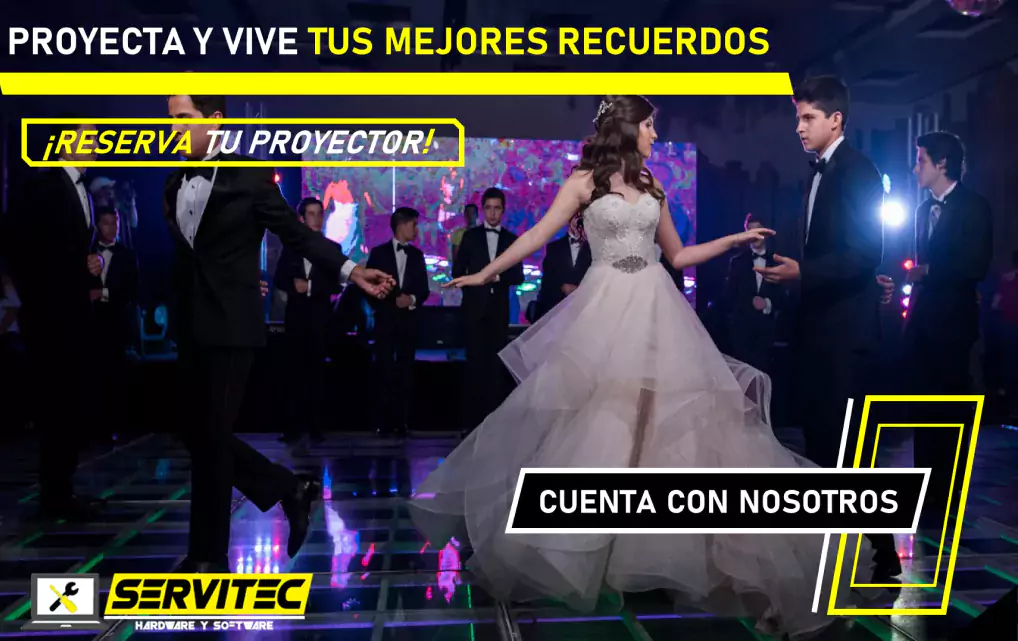 PROYECTA Y VIVE TUS MEJORES RECUERDOS
¡RESERVA TU PROYECTOR!
CUENTA CON NOSOTROS
SERVITEC
HARDWARE Y SOFTWARE